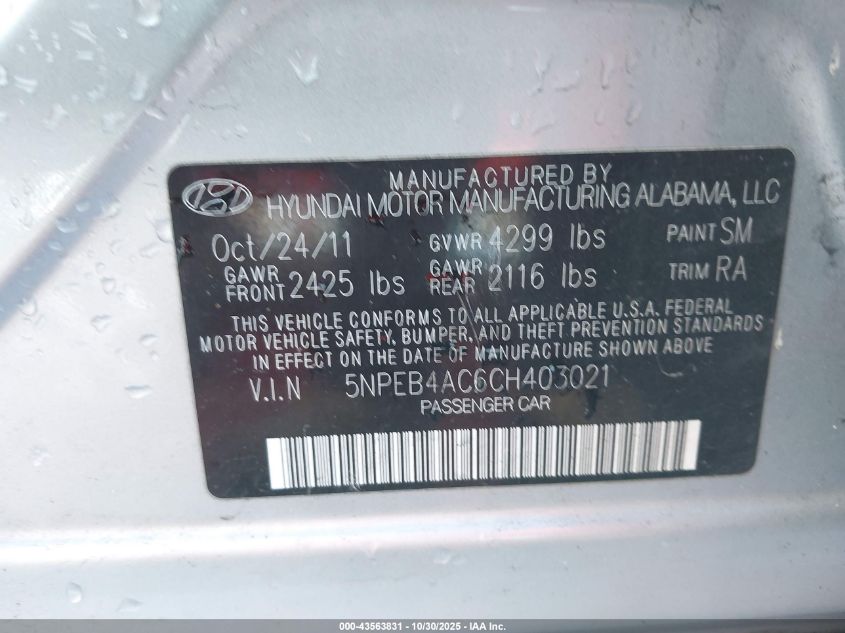 MANUFACTURED BY
HYUNDAI MOTOR MANUFACTURING ALABAMA, LLC
Oct/24/11 GVWR 4299 lbs PAINT SM
GAWR FRONT 2425 lbs GAWR REAR 2116 lbs TRIM RA
THIS VEHICLE CONFORMS TO ALL APPLICABLE U.S.A. FEDERAL
MOTOR VEHICLE SAFETY, BUMPER, AND THEFT PREVENTION STANDARDS
IN EFFECT ON THE DATE OF MANUFACTURE SHOWN ABOVE
V.I.N 5NPEB4AC6CH403021
PASSENGER CAR
000-43563831 - 10/30/2025 - IAA Inc.